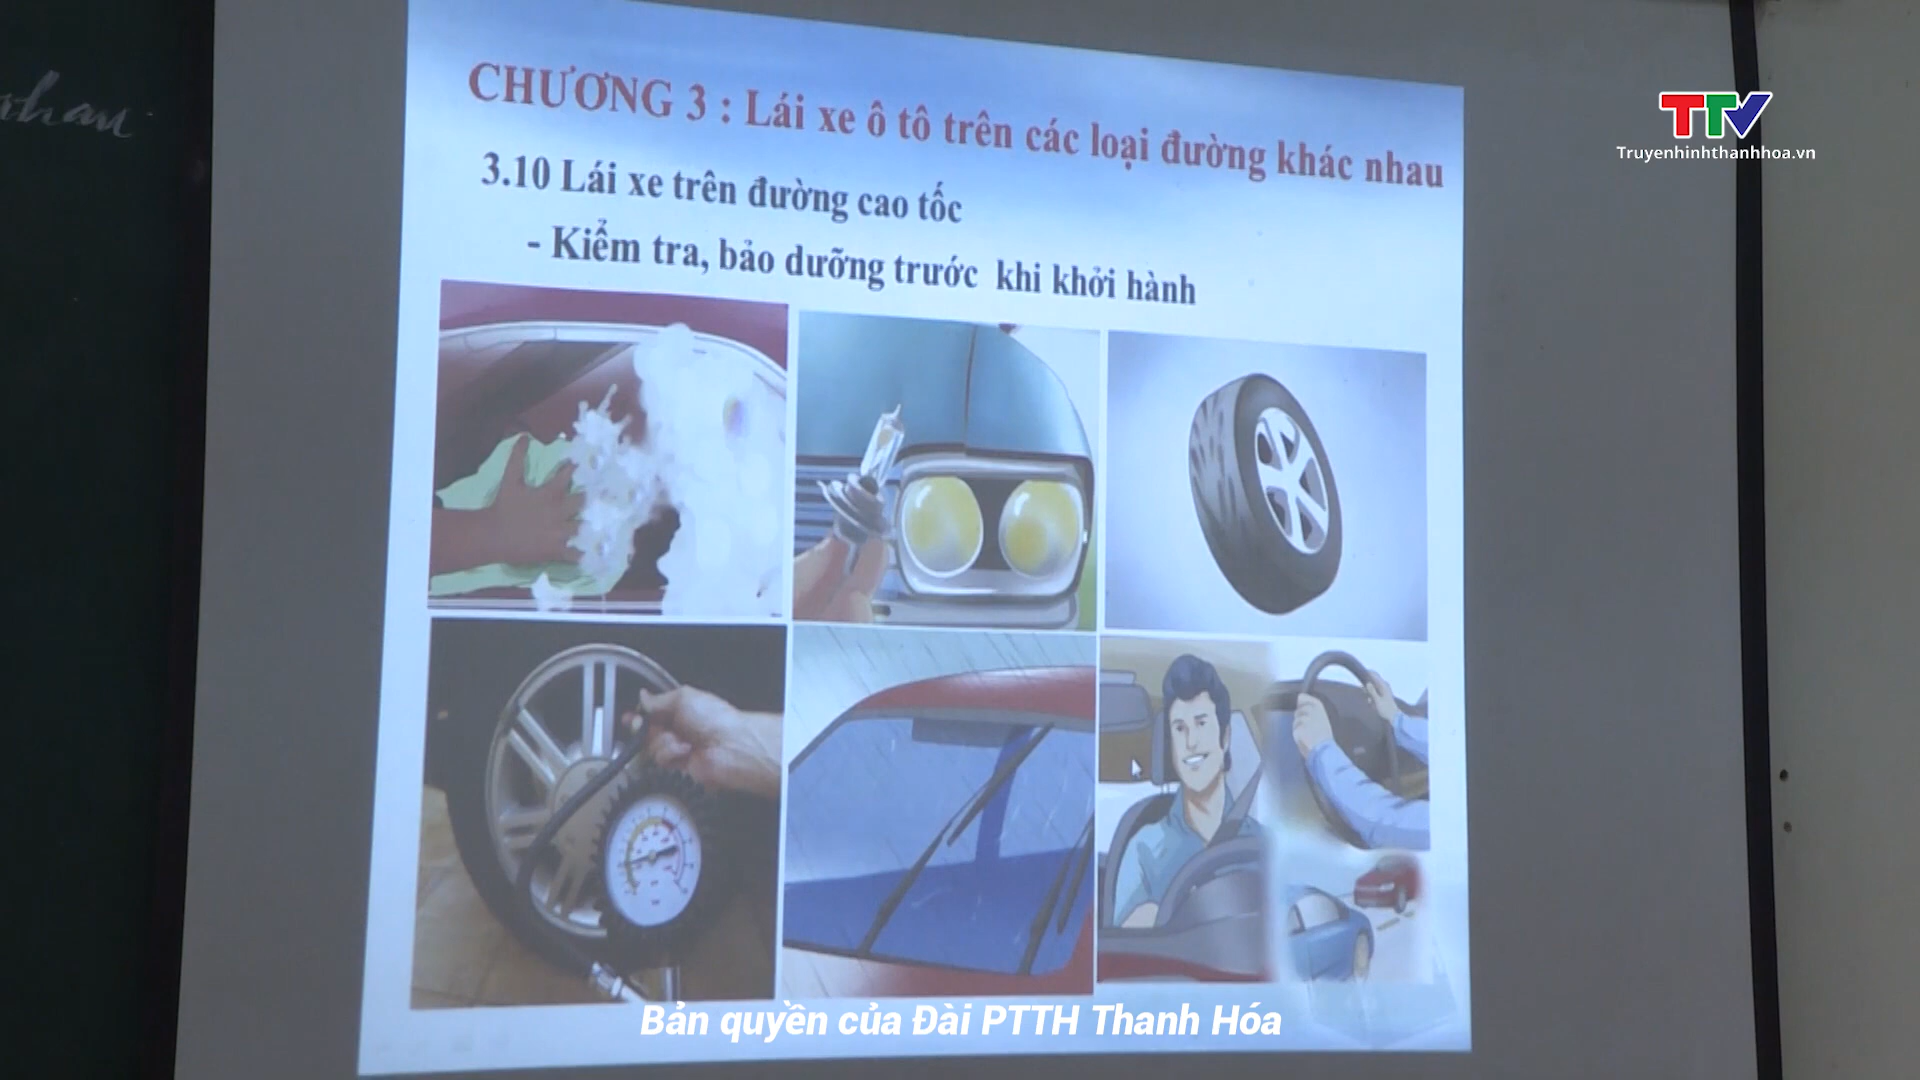 nhau
CHƯƠNG 3 : Lái xe ô tô trên các loại đường khác nhau
3.10 Lái xe trên đường cao tốc
- Kiểm tra, bảo dưỡng trước khi khởi hành
TTV
Truyenhinhthanhhoa.vn
Bản quyền của Đài PTTH Thanh Hóa